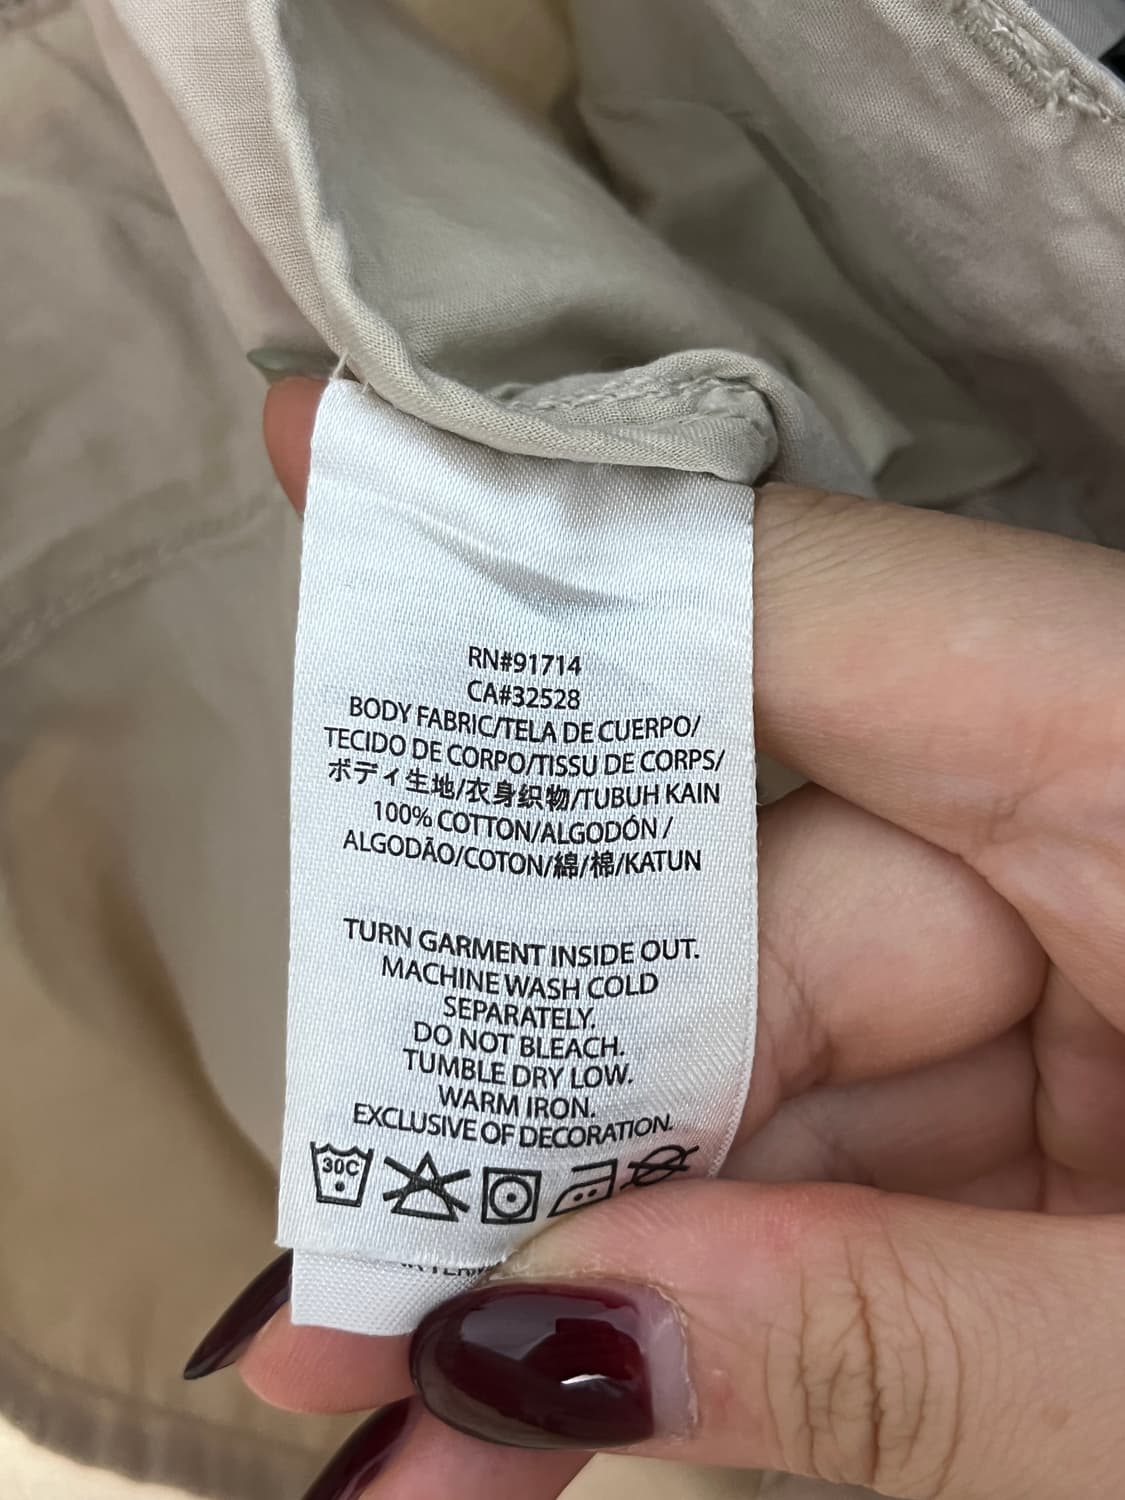 RN#91714
CA#32528
BODY FABRIC/TELA DE CUERPO/
TECIDO DE CORPO/TISSU DE CORPS/
ボディ生地/衣身织物/TUBUH KAIN
100% COTTON/ALGODÓN /
ALGODÃO/COTON/綿/棉/KATUN
TURN GARMENT INSIDE OUT.
MACHINE WASH COLD
SEPARATELY.
DO NOT BLEACH.
TUMBLE DRY LOW.
WARM IRON.
EXCLUSIVE OF DECORATION.
30C